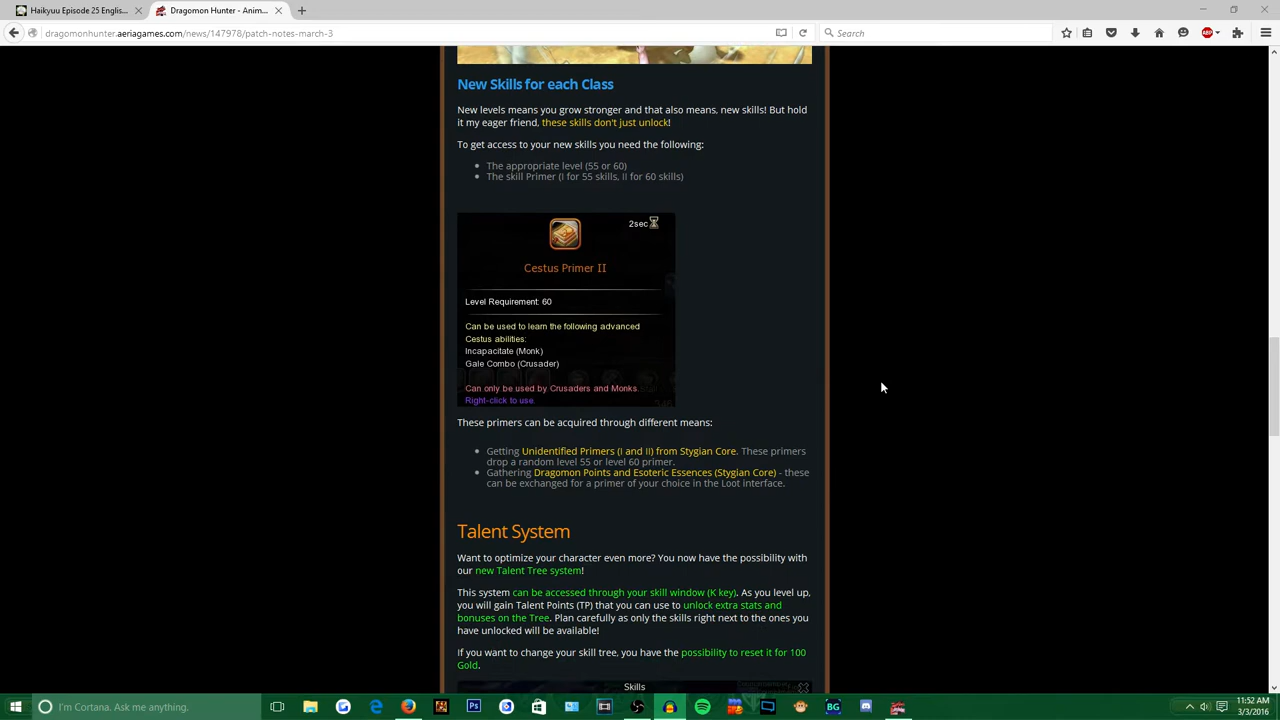 Haikyuu Episode 25 Englis...
Dragomon Hunter - Anim...
dragomonhunter.aeriagames.com/news/147978/patch-notes-march-3
Search
ABP
New Skills for each Class
New levels means you grow stronger and that also means, new skills! But hold
it my eager friend, these skills don't just unlock!
To get access to your new skills you need the following:
The appropriate level (55 or 60)
The skill Primer (I for 55 skills, II for 60 skills)
2sec
Cestus Primer II
Level Requirement: 60
Can be used to learn the following advanced
Cestus abilities:
Incapacitate (Monk)
Gale Combo (Crusader)
Can only be used by Crusaders and Monks.
Right-click to use.
These primers can be acquired through different means:
Getting Unidentified Primers (I and II) from Stygian Core. These primers
drop a random level 55 or level 60 primer.
Gathering Dragomon Points and Esoteric Essences (Stygian Core) - these
can be exchanged for a primer of your choice in the Loot interface.
Talent System
Want to optimize your character even more? You now have the possibility with
our new Talent Tree system!
This system can be accessed through your skill window (K key). As you level up,
you will gain Talent Points (TP) that you can use to unlock extra stats and
bonuses on the Tree. Plan carefully as only the skills right next to the ones you
have unlocked will be available!
If you want to change your skill tree, you have the possibility to reset it for 100
Gold.
Skills
I'm Cortana. Ask me anything.
Ps
BG
11:52 AM
3/3/2016